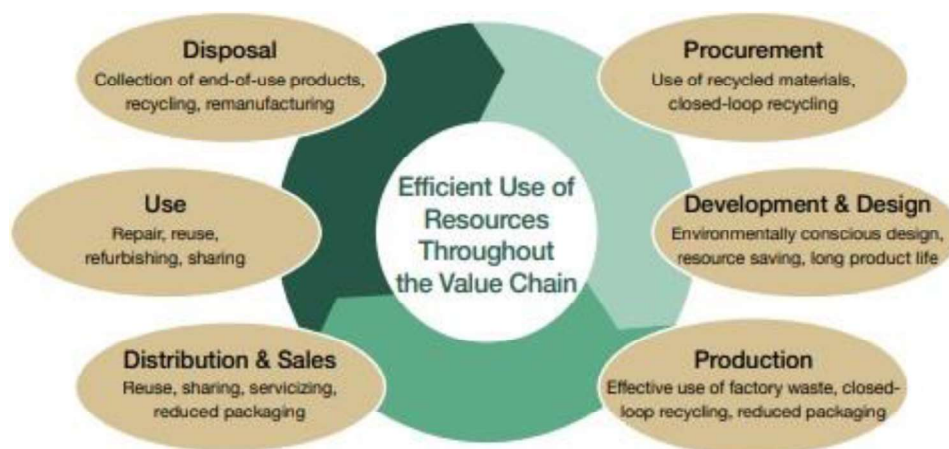 Disposal
Collection of end-of-use products,
recycling, remanufacturing
Procurement
Use of recycled materials,
closed-loop recycling
Use
Repair, reuse,
refurbishing, sharing
Efficient Use of
Resources
Throughout
the Value Chain
Development & Design
Environmentally conscious design,
resource saving, long product life
Distribution & Sales
Reuse, sharing, servicizing,
reduced packaging
Production
Effective use of factory waste, closed-
loop recycling, reduced packaging